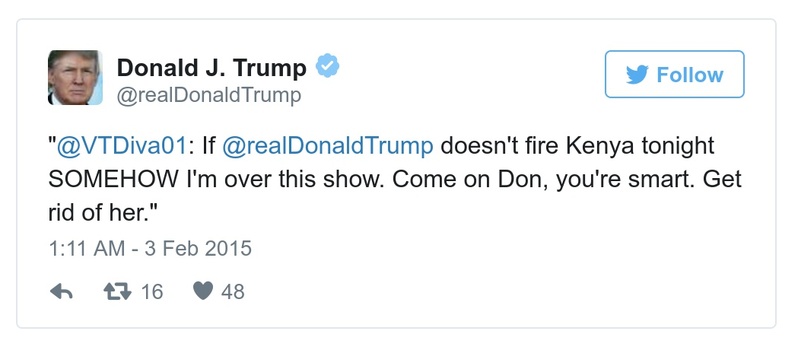 Donald J. Trump
@realDonaldTrump
Follow
"@VTDiva01: If @realDonaldTrump doesn't fire Kenya tonight
SOMEHOW I'm over this show. Come on Don, you're smart. Get
rid of her."
1:11 AM - 3 Feb 2015
16 48